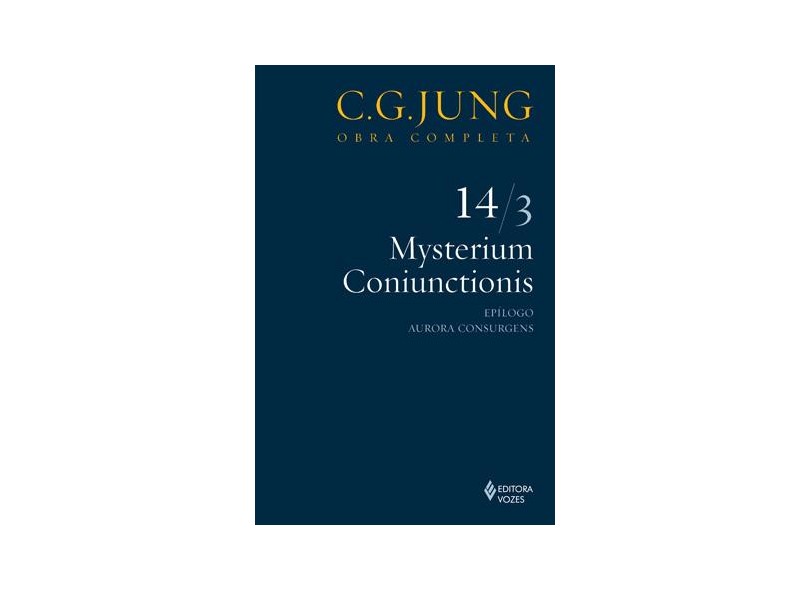 C.G.JUNG
OBRA COMPLETA
14/3
Mysterium
Coniunctionis
EPÍLOGO
AURORA CONSURGENS
EDITORA
VOZES